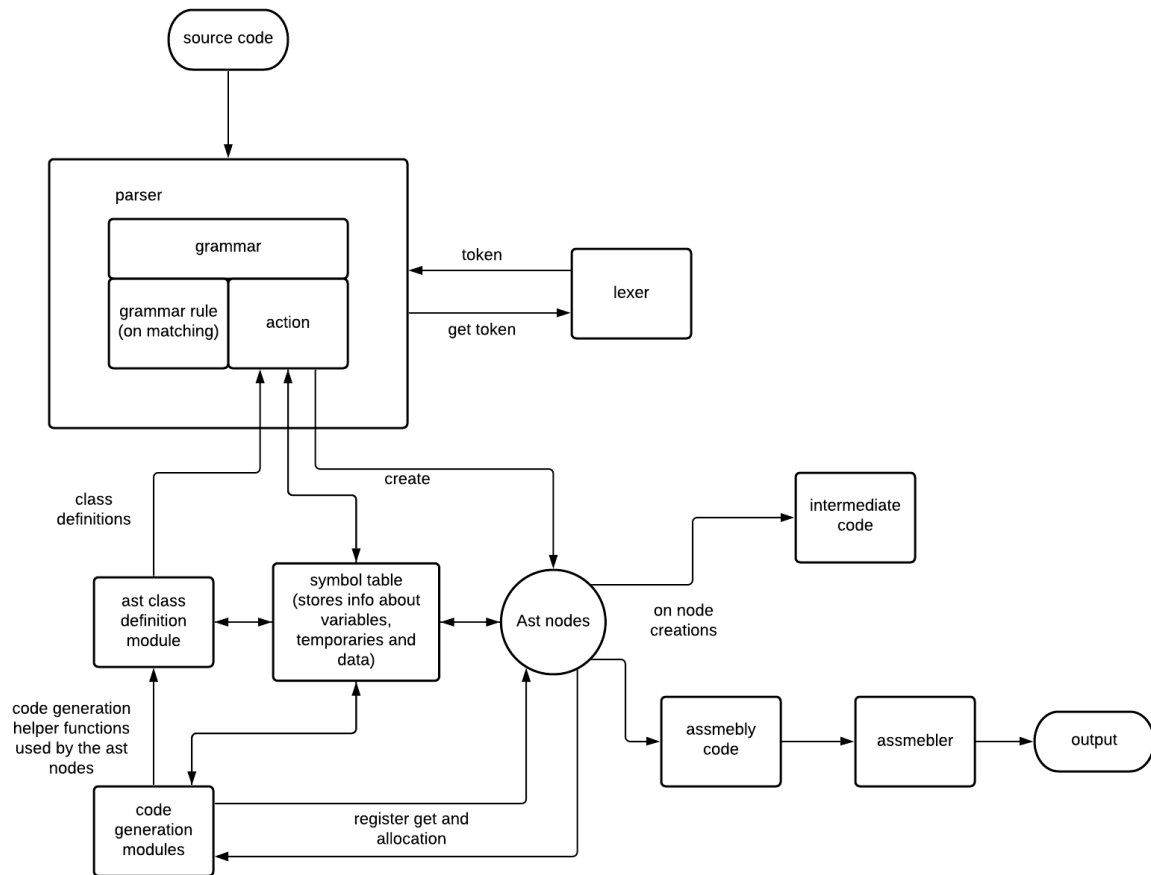 source code
parser
grammar
grammar rule
(on matching)
action
token
get token
lexer
create
class
definitions
intermediate
code
ast class
definition
module
symbol table
(stores info about
variables,
temporaries and
data)
Ast nodes
on node
creations
code generation
helper functions
used by the ast
nodes
assmebly
code
assmebler
output
code
generation
modules
register get and
allocation